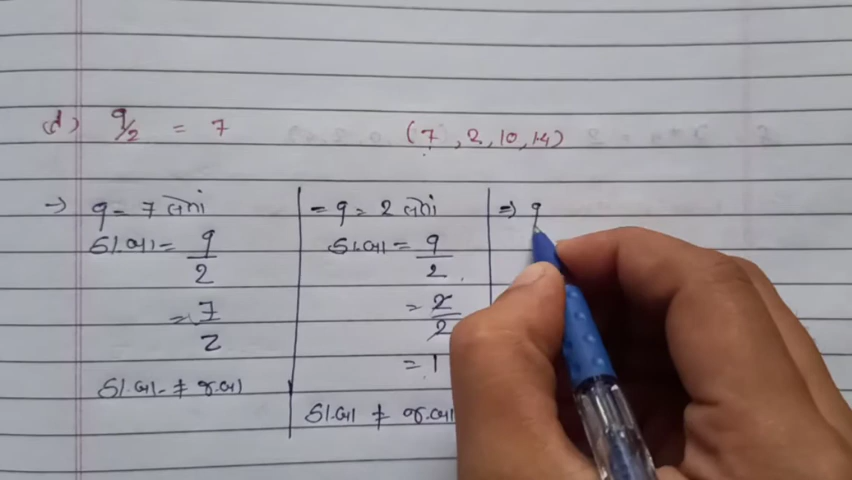 (d) q/2 = 7 (7, 2, 10, 14)
→ q = 7 લેતાં
ડા.બા = q/2
= 7/2
ડા.બા ≠ જ.બા
= q = 2 લેતાં
ડા.બા = q/2
= 2/2
= 1
ડા.બા ≠ જ.બા
⇒ q